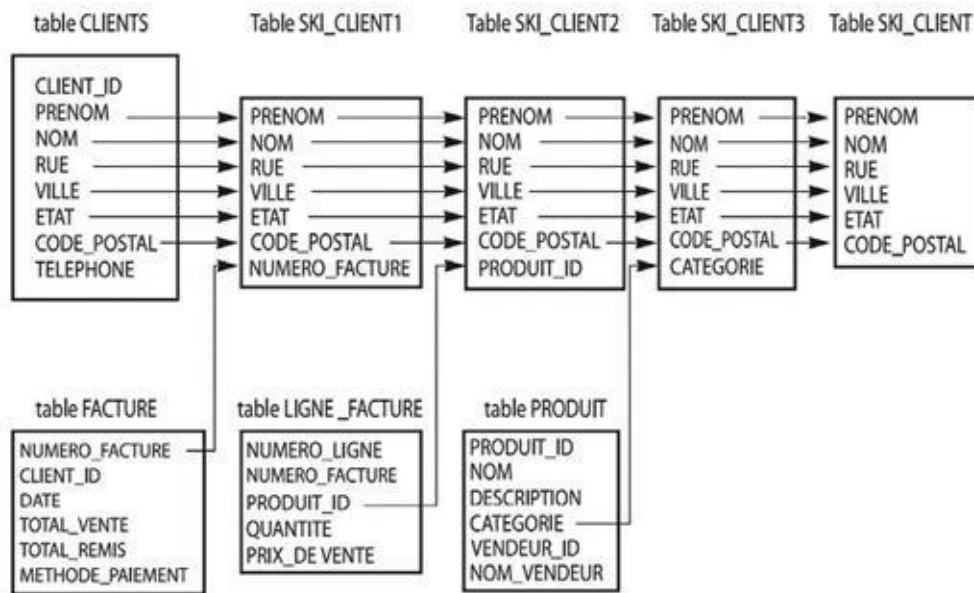 table CLIENTS
CLIENT_ID
PRENOM
NOM
RUE
VILLE
ETAT
CODE_POSTAL
TELEPHONE
Table SKI_CLIENT1
PRENOM
NOM
RUE
VILLE
ETAT
CODE_POSTAL
NUMERO_FACTURE
Table SKI_CLIENT2
PRENOM
NOM
RUE
VILLE
ETAT
CODE_POSTAL
PRODUIT_ID
Table SKI_CLIENT3
PRENOM
NOM
RUE
VILLE
ETAT
CODE_POSTAL
CATEGORIE
Table SKI_CLIENT
PRENOM
NOM
RUE
VILLE
ETAT
CODE_POSTAL
table FACTURE
NUMERO_FACTURE
CLIENT_ID
DATE
TOTAL_VENTE
TOTAL_REMIS
METHODE_PAIEMENT
table LIGNE_FACTURE
NUMERO_LIGNE
NUMERO_FACTURE
PRODUIT_ID
QUANTITE
PRIX_DE VENTE
table PRODUIT
PRODUIT_ID
NOM
DESCRIPTION
CATEGORIE
VENDEUR_ID
NOM_VENDEUR